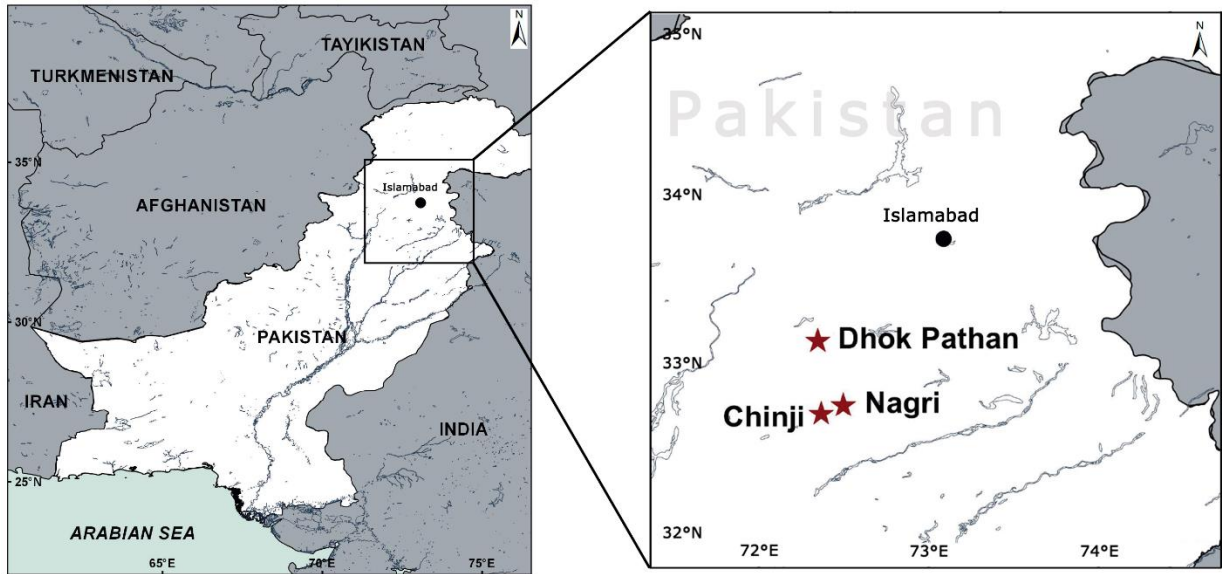 N
TAYIKISTAN
TURKMENISTAN
35°N
Islamabad
AFGHANISTAN
30°N
PAKISTAN
IRAN
INDIA
25°N
ARABIAN SEA
65°E
70°E
75°E
35°N
N
Pakistan
34°N
Islamabad
33°N
Dhok Pathan
Chinji
Nagri
32°N
72°E
73°E
74°E